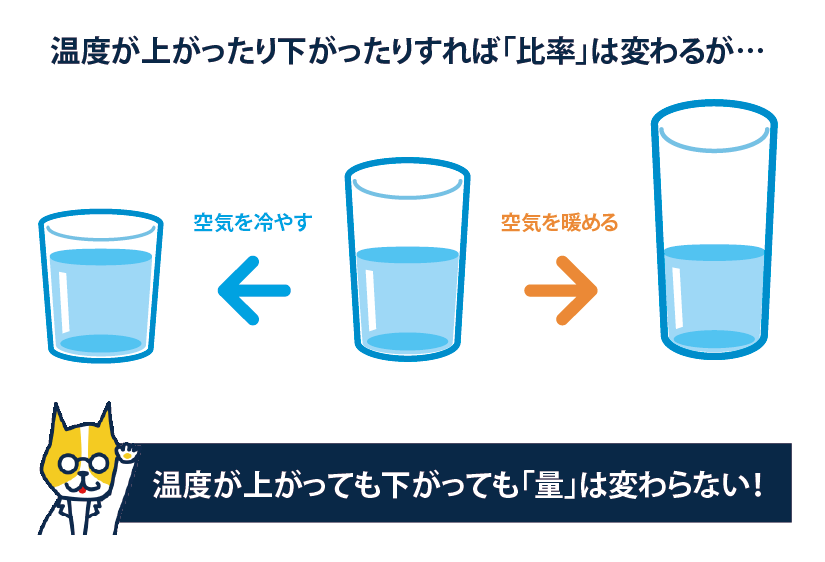 温度が上がったり下がったりすれば「比率」は変わるが…
空気を冷やす
空気を暖める
温度が上がっても下がっても「量」は変わらない！